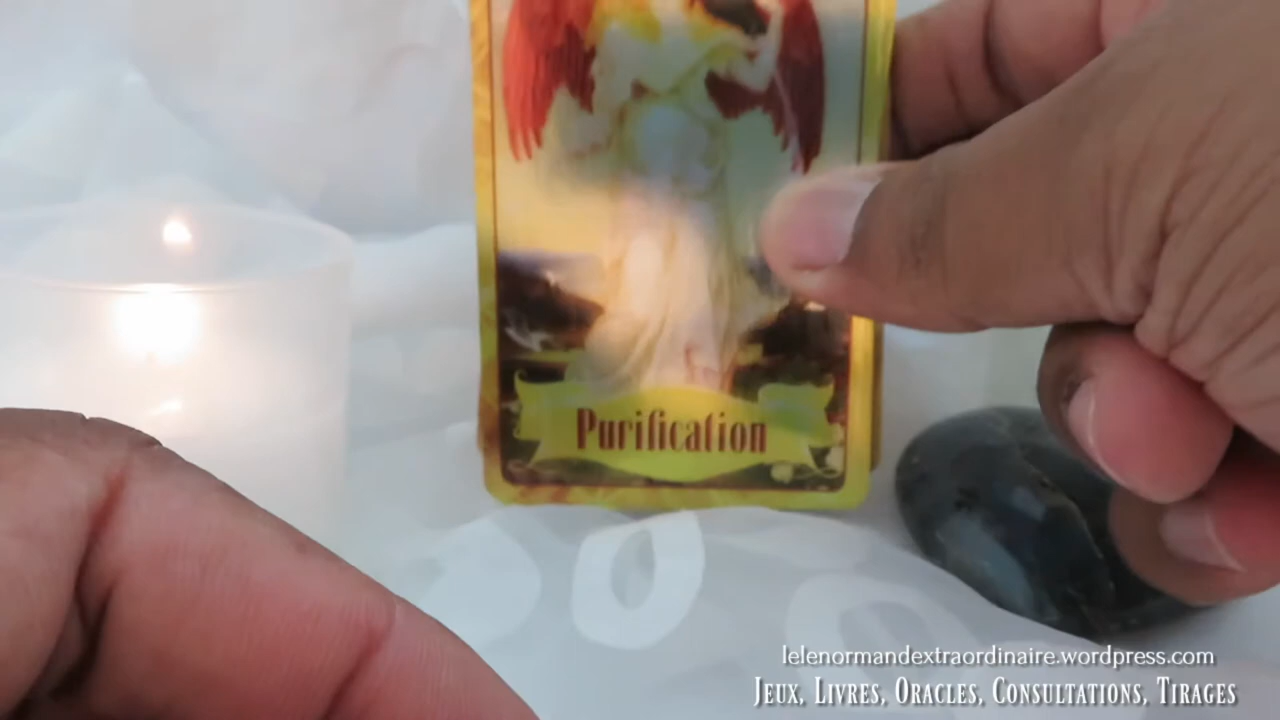 Purification
lelenormandextraordinaire.wordpress.com
Jeux, Livres, Oracles, Consultations, Tirages